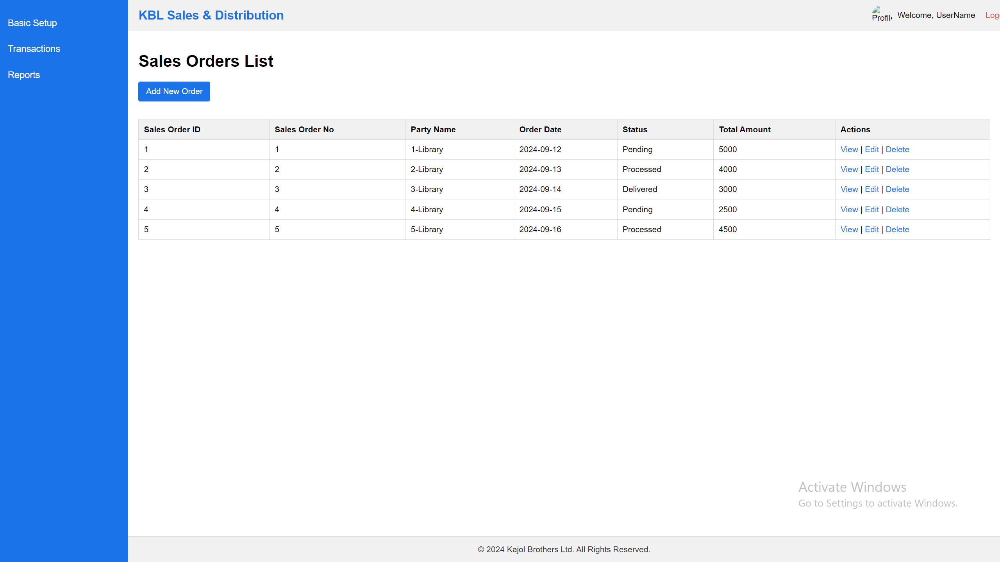 Basic Setup
Transactions
Reports
KBL Sales & Distribution
Welcome, UserName
Sales Orders List
Add New Order
Sales Order ID Sales Order No Party Name Order Date Status Total Amount Actions
1 1 1-Library 2024-09-12 Pending 5000 View | Edit | Delete
2 2 2-Library 2024-09-13 Processed 4000 View | Edit | Delete
3 3 3-Library 2024-09-14 Delivered 3000 View | Edit | Delete
4 4 4-Library 2024-09-15 Pending 2500 View | Edit | Delete
5 5 5-Library 2024-09-16 Processed 4500 View | Edit | Delete
Activate Windows
Go to Settings to activate Windows.
© 2024 Kajol Brothers Ltd. All Rights Reserved.